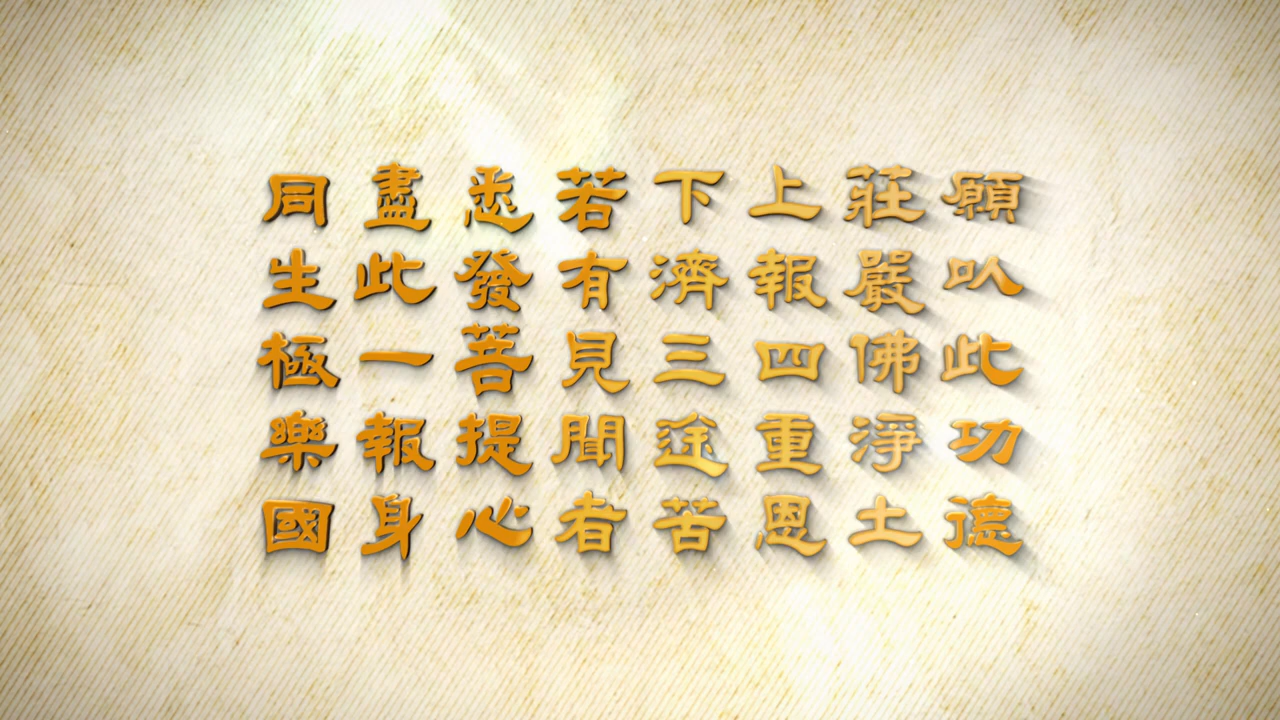 願以此功德
莊嚴佛淨土
上報四重恩
下濟三途苦
若有見聞者
悉發菩提心
盡此一報身
同生極樂國